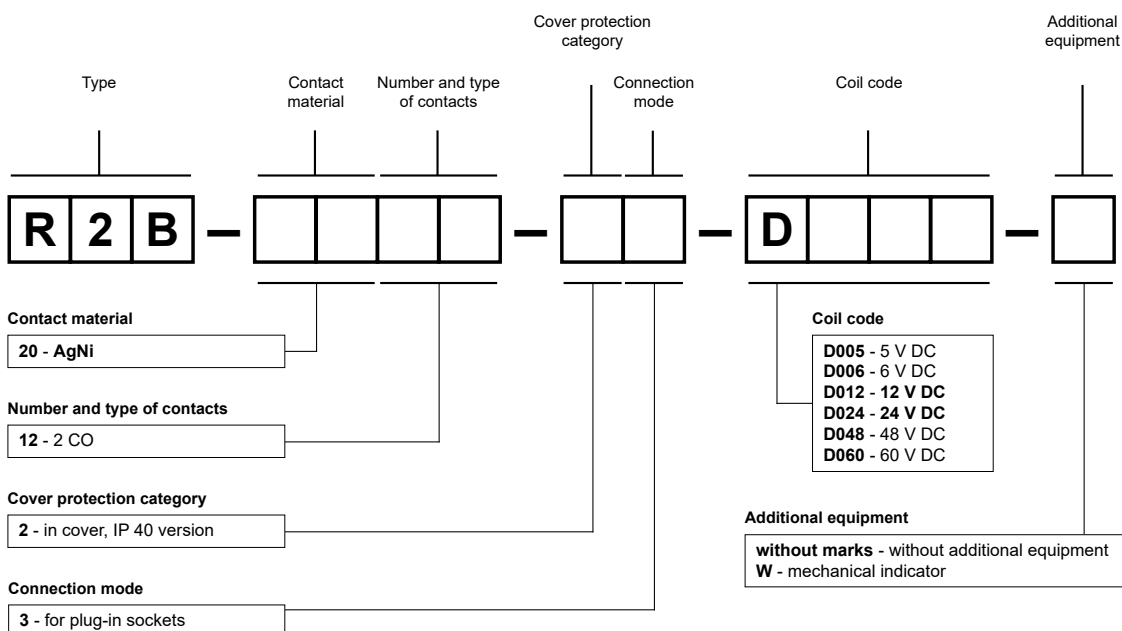 Cover protection
category
Additional
equipment
Type
Contact
material
Number and type
of contacts
Connection
mode
Coil code
R 2 B – – – D –
Contact material
20 - AgNi
Number and type of contacts
12 - 2 CO
Cover protection category
2 - in cover, IP 40 version
Connection mode
3 - for plug-in sockets
Coil code
D005 - 5 V DC
D006 - 6 V DC
D012 - 12 V DC
D024 - 24 V DC
D048 - 48 V DC
D060 - 60 V DC
Additional equipment
without marks - without additional equipment
W - mechanical indicator